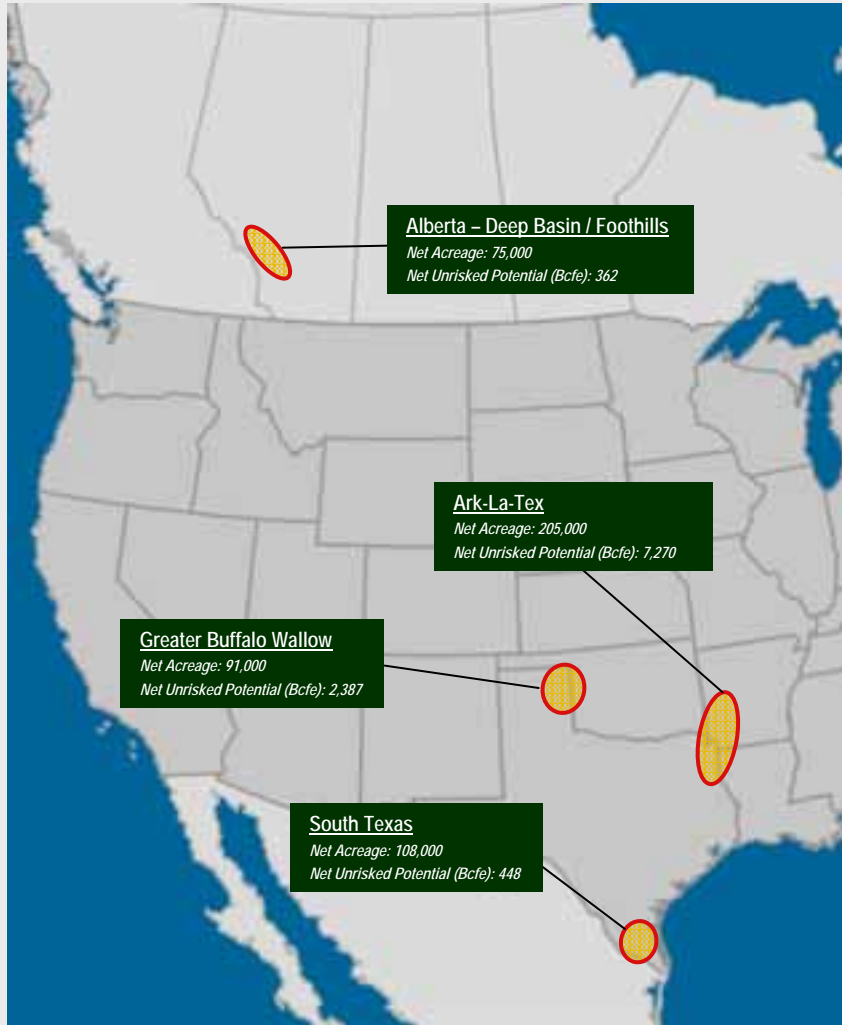 Alberta – Deep Basin / Foothills
Net Acreage: 75,000
Net Unrisked Potential (Bcfe): 362
Ark-La-Tex
Net Acreage: 205,000
Net Unrisked Potential (Bcfe): 7,270
Greater Buffalo Wallow
Net Acreage: 91,000
Net Unrisked Potential (Bcfe): 2,387
South Texas
Net Acreage: 108,000
Net Unrisked Potential (Bcfe): 448